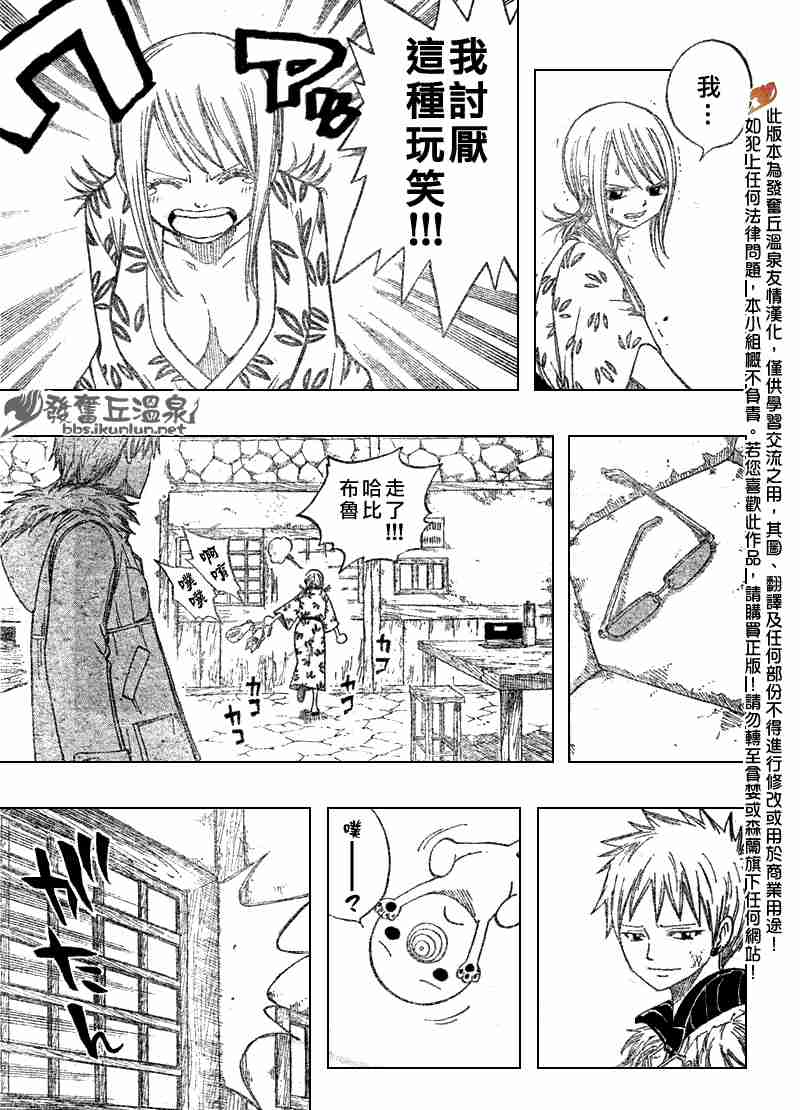 我…
我討厭
這種玩笑!!!
走了!!!
哈比
布魯
啊唷
噗噗
カコ
カコ
噗——?
がたん
發奮丘溫泉
bbs.ikunlun.net
此版本為發奮丘溫泉友情漢化，僅供學習交流之用，其圖、翻譯及任何部份不得進行修改或用於商業用途！
如犯上任何法律問題，本小組概不負責。若您喜歡此作品，請購買正版!!請勿轉至貪婪或森蘭旗下任何網站！